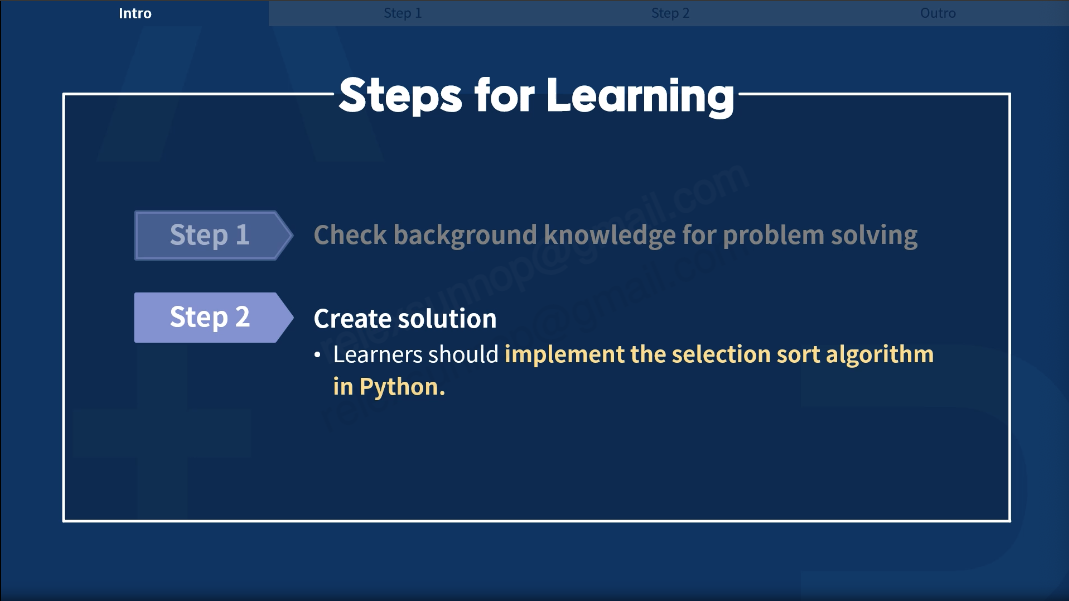 Intro
Step 1
Step 2
Outro
Steps for Learning
Step 1
Check background knowledge for problem solving
Step 2
Create solution
• Learners should implement the selection sort algorithm
in Python.